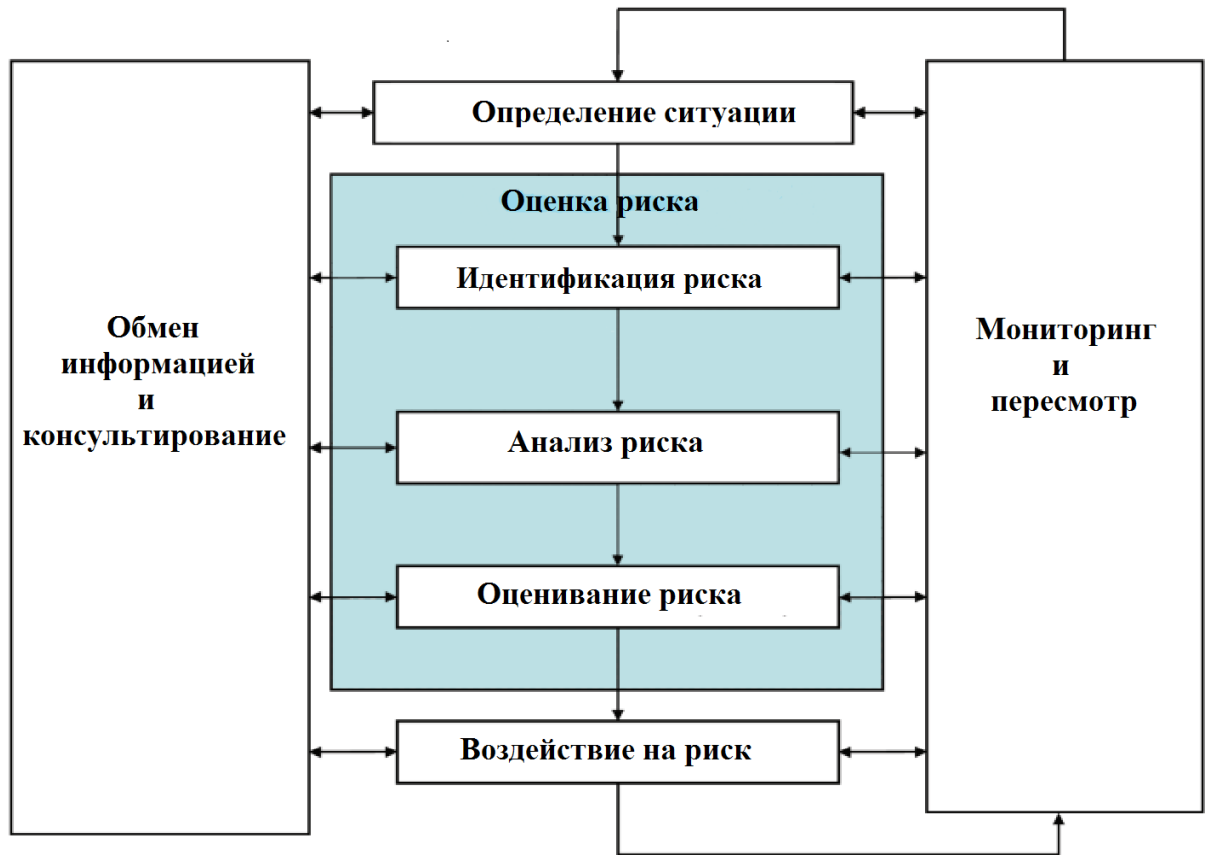 Определение ситуации
Оценка риска
Идентификация риска
Обмен
информацией
и
консультирование
Мониторинг
и
пересмотр
Анализ риска
Оценивание риска
Воздействие на риск